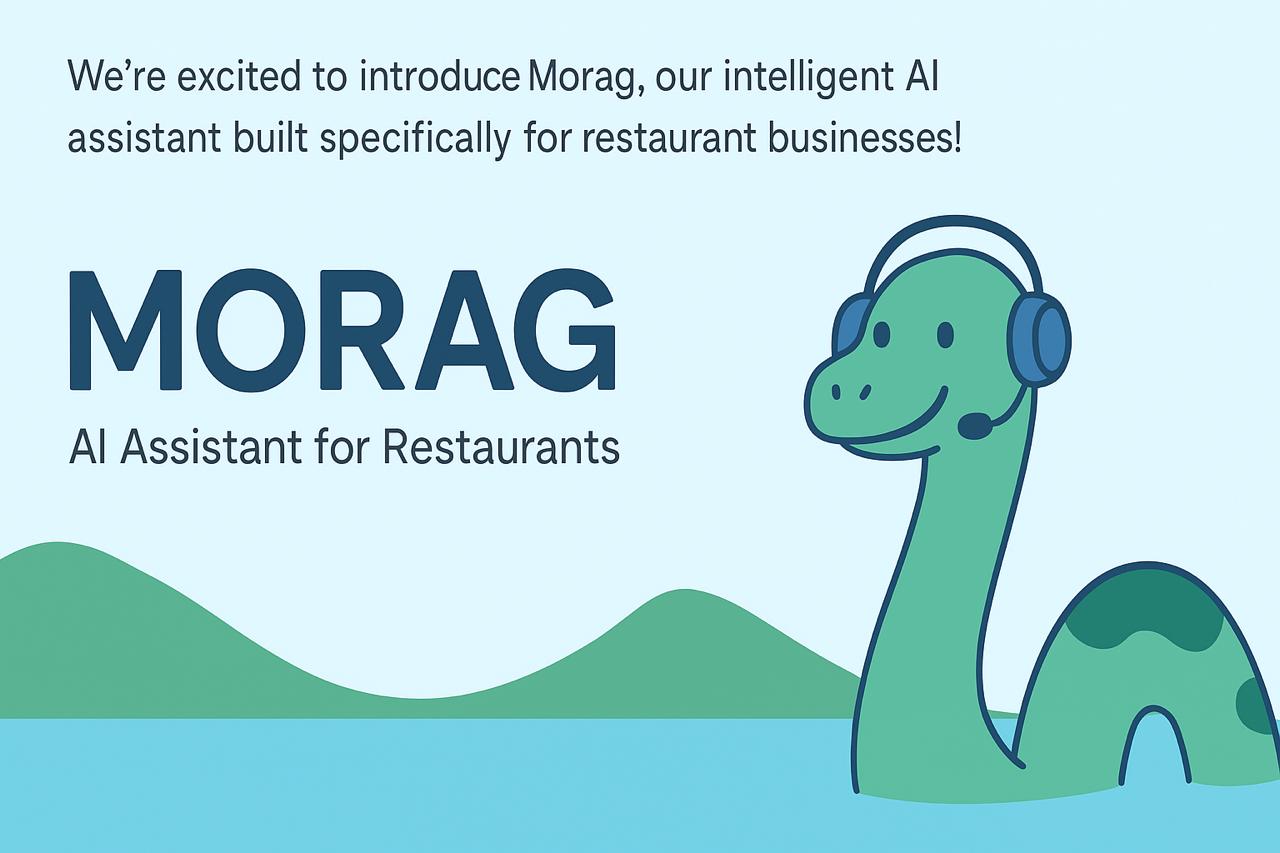 We’re excited to introduce Morag, our intelligent AI
assistant built specifically for restaurant businesses!
MORAG
AI Assistant for Restaurants